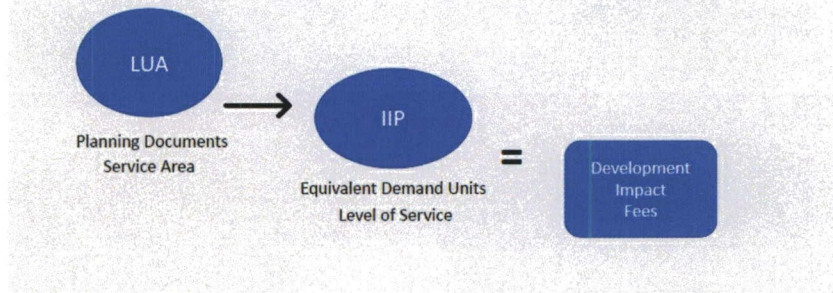 LUA
Planning Documents
Service Area
IIP
Equivalent Demand Units
Level of Service
=
Development
Impact
Fees